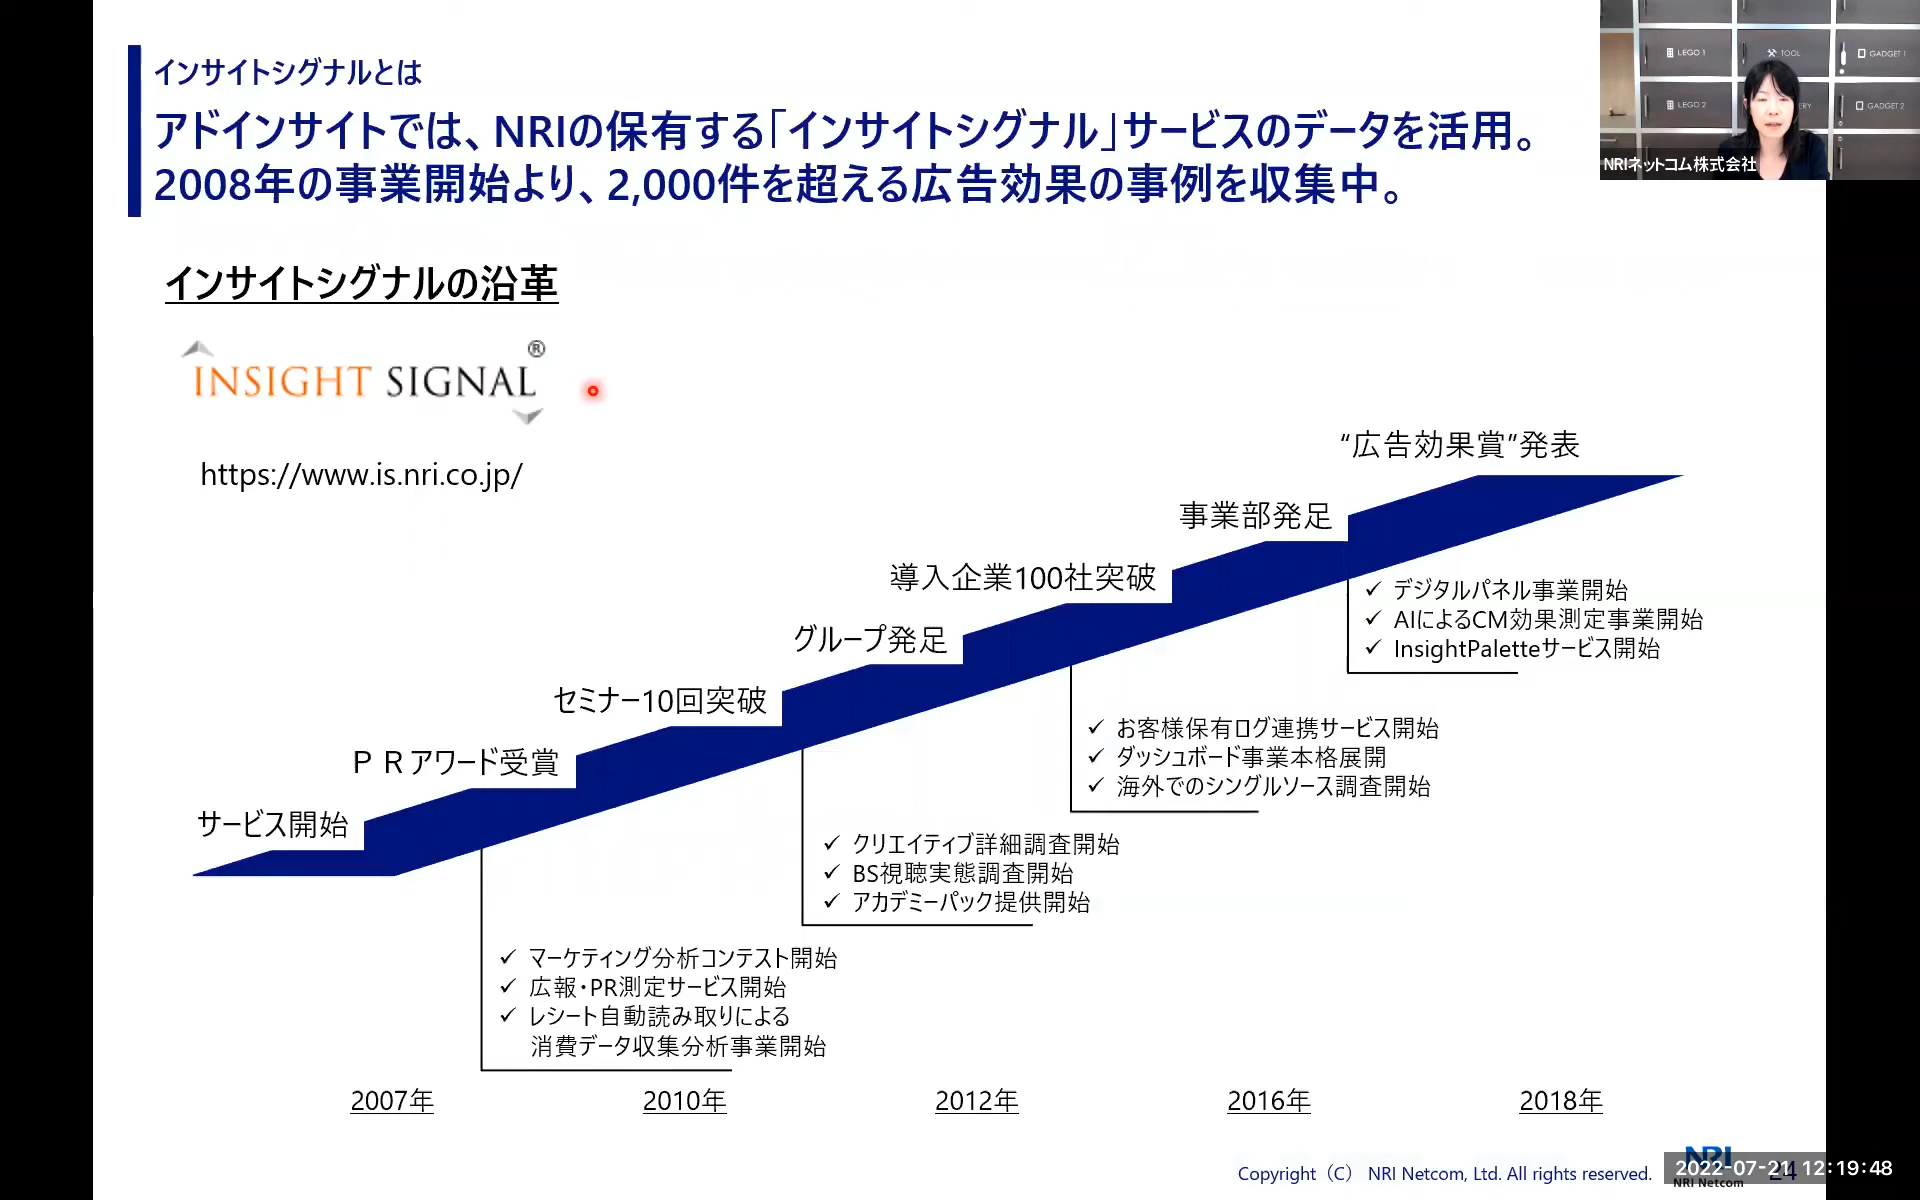 インサイトシグナルとは
アドインサイトでは、NRIの保有する「インサイトシグナル」サービスのデータを活用。
2008年の事業開始より、2,000件を超える広告効果の事例を収集中。
LEGO 1
TOOL
GADGET 1
LEGO 2
GADGET 2
NRIネットコム株式会社
インサイトシグナルの沿革
INSIGHT SIGNAL®
https://www.is.nri.co.jp/
“広告効果賞”発表
事業部発足
導入企業100社突破
グループ発足
セミナー10回突破
ＰＲアワード受賞
サービス開始
✓ デジタルパネル事業開始
✓ AIによるCM効果測定事業開始
✓ InsightPaletteサービス開始
✓ お客様保有ログ連携サービス開始
✓ ダッシュボード事業本格展開
✓ 海外でのシングルソース調査開始
✓ クリエイティブ詳細調査開始
✓ BS視聴実態調査開始
✓ アカデミーパック提供開始
✓ マーケティング分析コンテスト開始
✓ 広報・PR測定サービス開始
✓ レシート自動読み取りによる
消費データ収集分析事業開始
2007年 2010年 2012年 2016年 2018年
Copyright（C） NRI Netcom, Ltd. All rights reserved.
NRI
NRI Netcom
24
2022-07-21 12:19:48